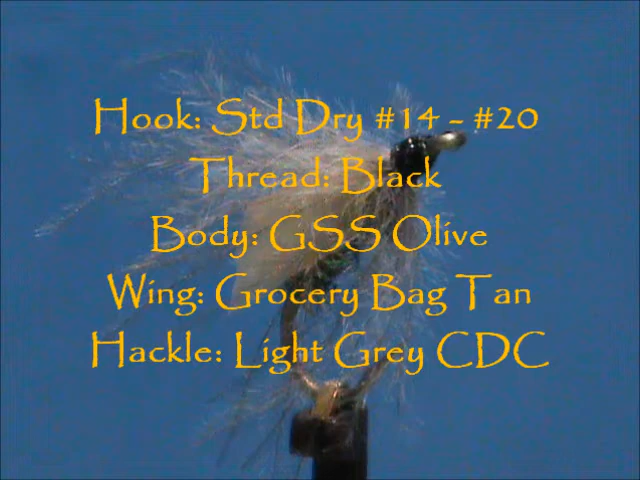 Hook: Std Dry #14 - #20
Thread: Black
Body: GSS Olive
Wing: Grocery Bag Tan
Hackle: Light Grey CDC